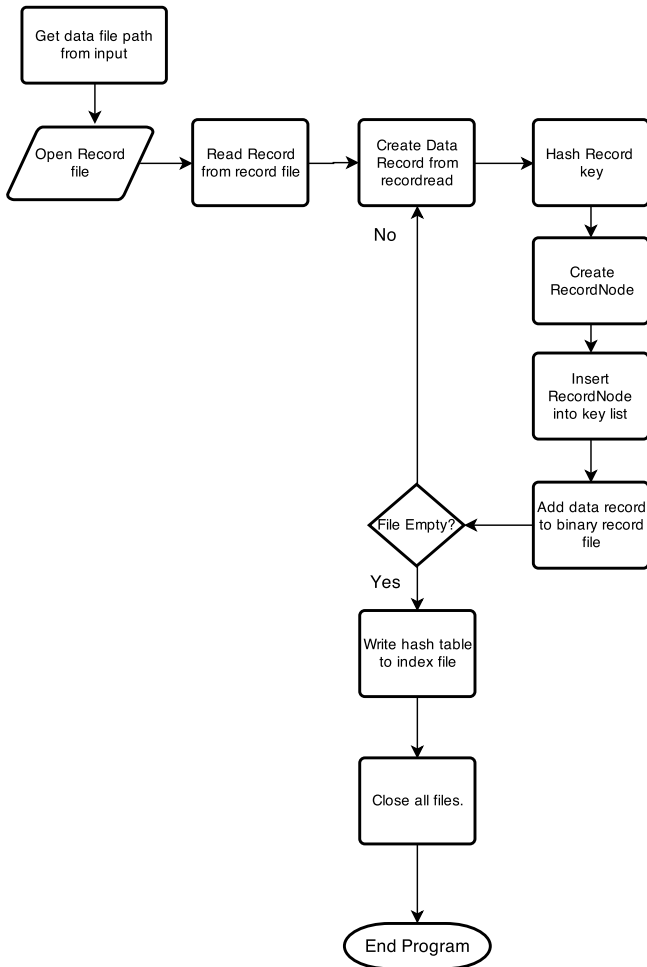 Get data file path
from input
Open Record
file
Read Record
from record file
Create Data
Record from
recordread
Hash Record
key
No
Create
RecordNode
Insert
RecordNode
into key list
Add data record
to binary record
file
File Empty?
Yes
Write hash table
to index file
Close all files.
End Program